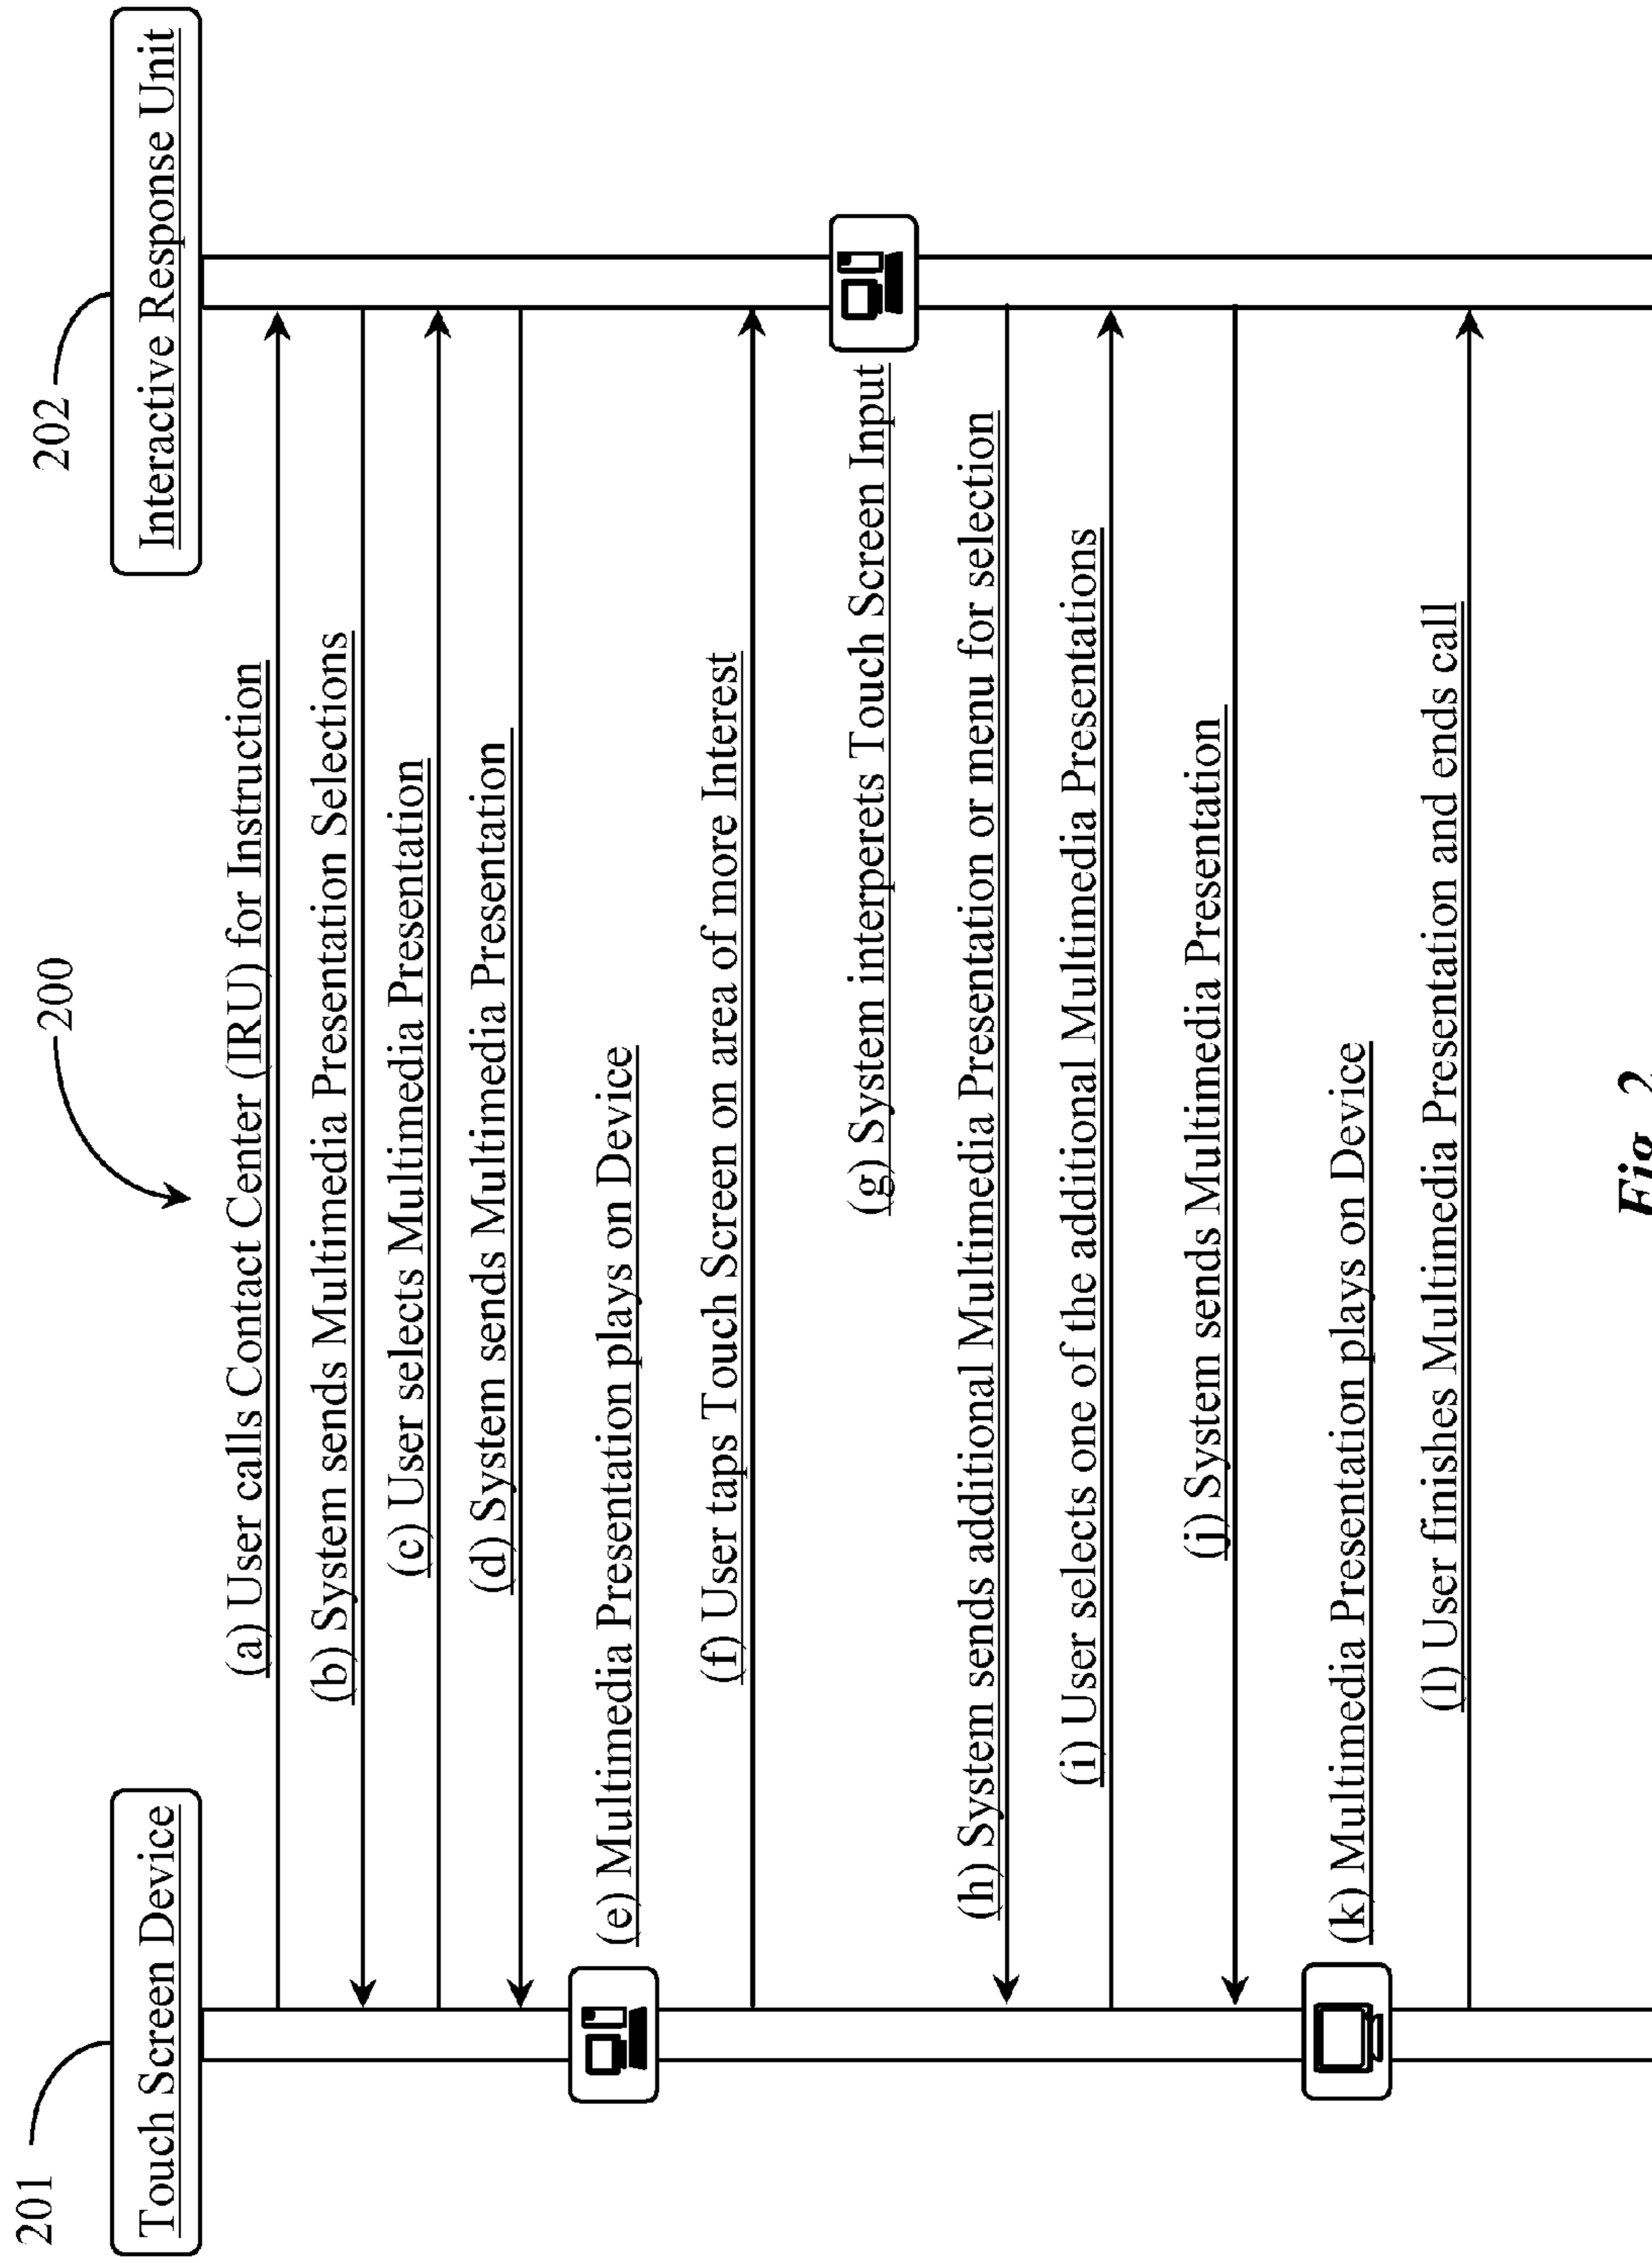 200
201
202
Touch Screen Device
Interactive Response Unit
(a) User calls Contact Center (IRU) for Instruction
(b) System sends Multimedia Presentation Selections
(c) User selects Multimedia Presentation
(d) System sends Multimedia Presentation
(e) Multimedia Presentation plays on Device
(f) User taps Touch Screen on area of more Interest
(g) System interperets Touch Screen Input
(h) System sends additional Multimedia Presentation or menu for selection
(i) User selects one of the additional Multimedia Presentations
(j) System sends Multimedia Presentation
(k) Multimedia Presentation plays on Device
(l) User finishes Multimedia Presentation and ends call
Fig. 2